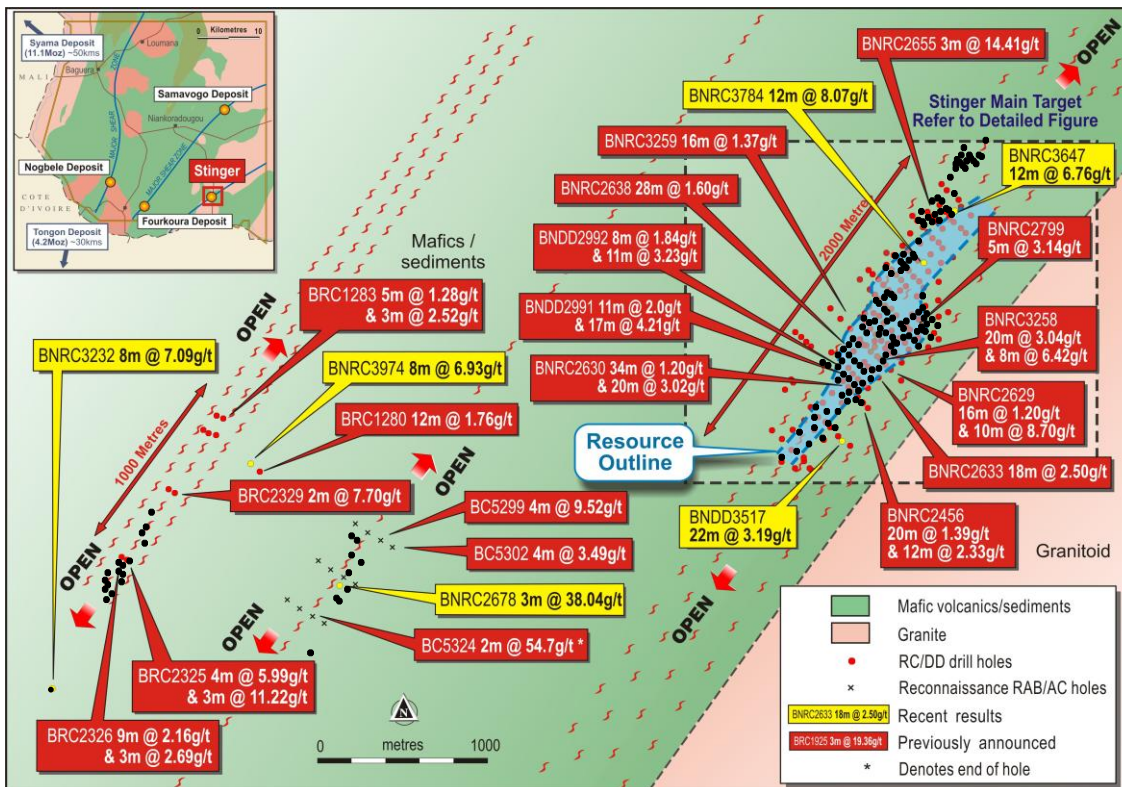 Kilometres
0 10
Syama Deposit
(11.1Moz) ~50kms
Loumana
MALI
Baguera
ZONE
Samavogo Deposit
Niankoradougou
MAJOR SHEAR
Nogbele Deposit
MAJOR SHEAR ZONE
Stinger
COTE
D'IVOIRE
Fourkoura Deposit
Tongon Deposit
(4.2Moz) ~30kms
Mafics /
sediments
OPEN
BRC1283 5m @ 1.28g/t
& 3m @ 2.52g/t
BNRC3232 8m @ 7.09g/t
BNRC3974 8m @ 6.93g/t
BRC1280 12m @ 1.76g/t
1000 Metres
OPEN
BRC2329 2m @ 7.70g/t
BC5299 4m @ 9.52g/t
BC5302 4m @ 3.49g/t
OPEN
BNRC2678 3m @ 38.04g/t
OPEN
BC5324 2m @ 54.7g/t *
BRC2325 4m @ 5.99g/t
& 3m @ 11.22g/t
BRC2326 9m @ 2.16g/t
& 3m @ 2.69g/t
N
0 1000
metres
BNRC2655 3m @ 14.41g/t
OPEN
BNRC3784 12m @ 8.07g/t
Stinger Main Target
Refer to Detailed Figure
BNRC3259 16m @ 1.37g/t
BNRC3647
12m @ 6.76g/t
BNRC2638 28m @ 1.60g/t
2000 Metres
BNRC2799
5m @ 3.14g/t
BNDD2992 8m @ 1.84g/t
& 11m @ 3.23g/t
BNDD2991 11m @ 2.0g/t
& 17m @ 4.21g/t
BNRC3258
20m @ 3.04g/t
& 8m @ 6.42g/t
BNRC2630 34m @ 1.20g/t
& 20m @ 3.02g/t
BNRC2629
16m @ 1.20g/t
& 10m @ 8.70g/t
Resource
Outline
BNRC2633 18m @ 2.50g/t
BNDD3517
22m @ 3.19g/t
BNRC2456
20m @ 1.39g/t
& 12m @ 2.33g/t
Granitoid
OPEN
Mafic volcanics/sediments
Granite
RC/DD drill holes
Reconnaissance RAB/AC holes
BNRC2633 18m @ 2.50g/t Recent results
BRC1925 3m @ 19.36g/t Previously announced
* Denotes end of hole